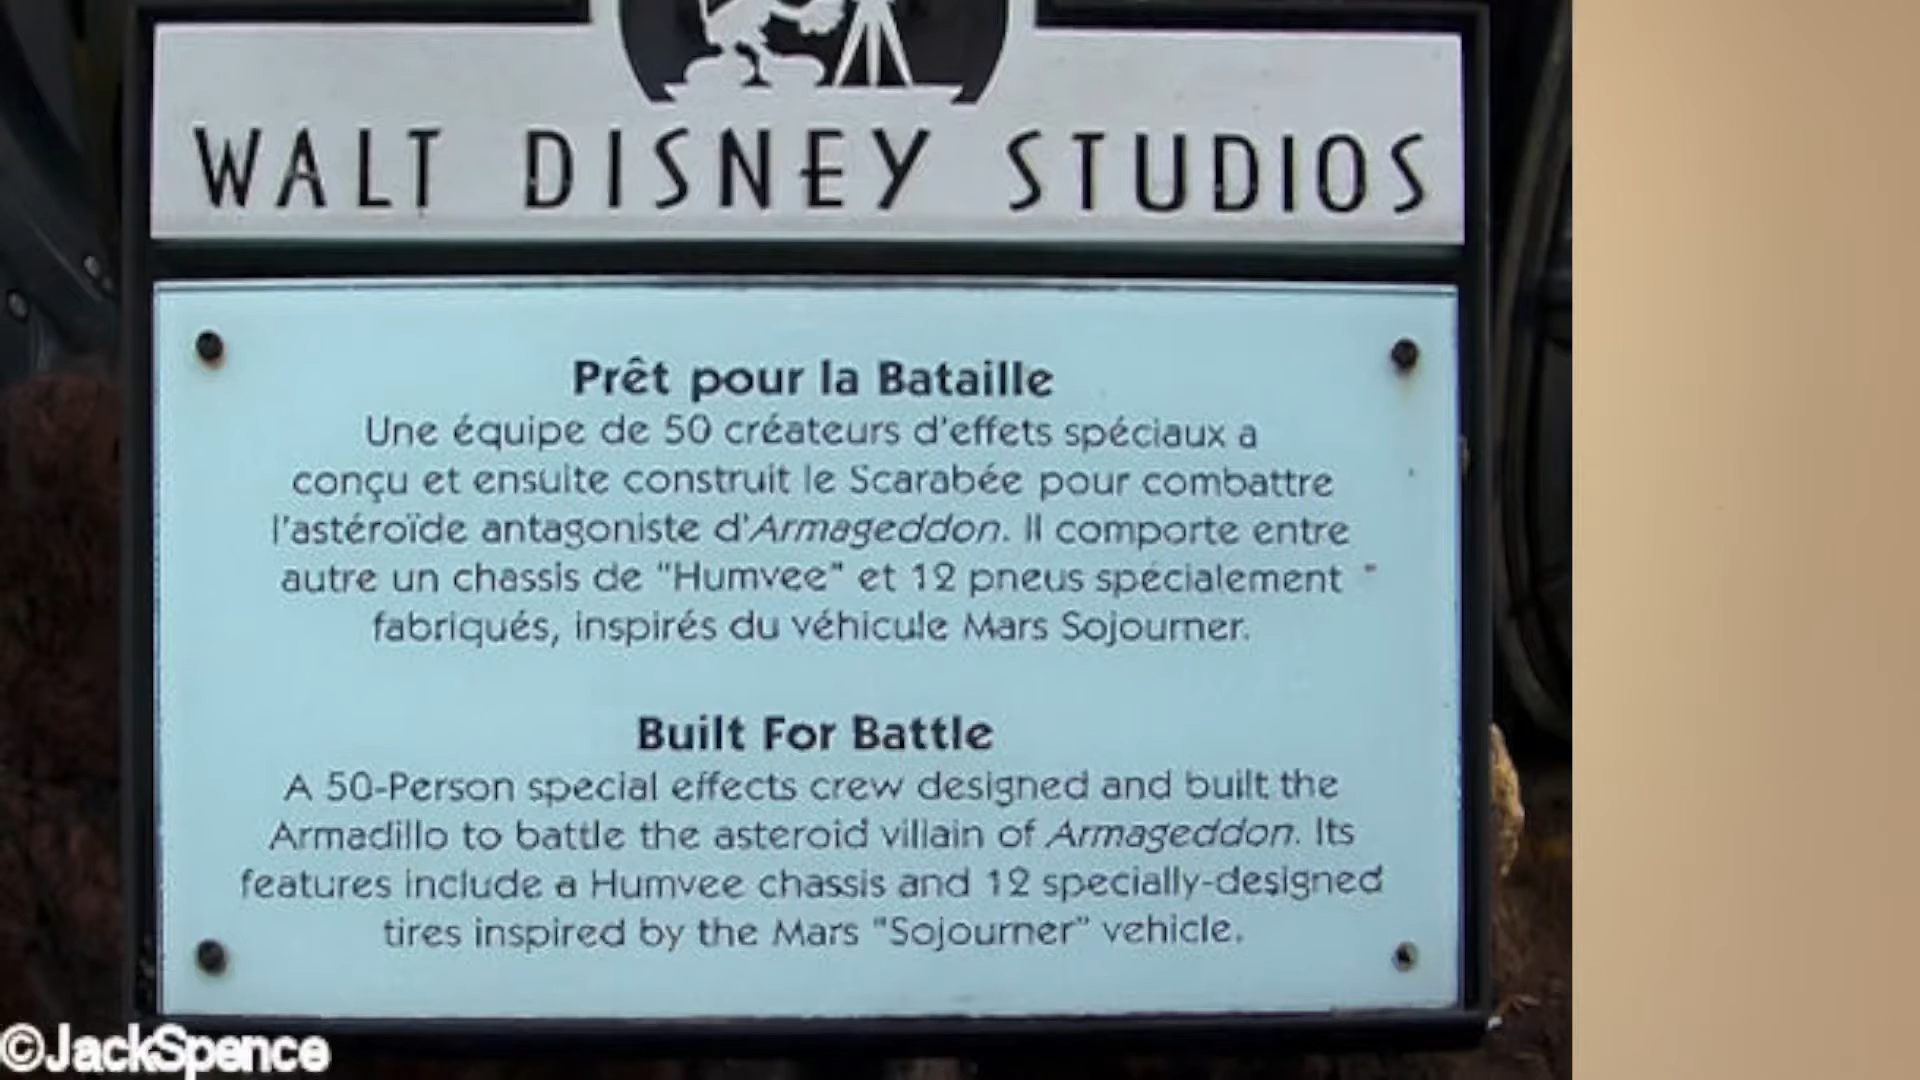 WALT DISNEY STUDIOS
Prêt pour la Bataille
Une équipe de 50 créateurs d'effets spéciaux a
conçu et ensuite construit le Scarabée pour combattre
l'astéroïde antagoniste d'Armageddon. Il comporte entre
autre un chassis de "Humvee" et 12 pneus spécialement
fabriqués, inspirés du véhicule Mars Sojourner.
Built For Battle
A 50-Person special effects crew designed and built the
Armadillo to battle the asteroid villain of Armageddon. Its
features include a Humvee chassis and 12 specially-designed
tires inspired by the Mars "Sojourner" vehicle.
©JackSpence